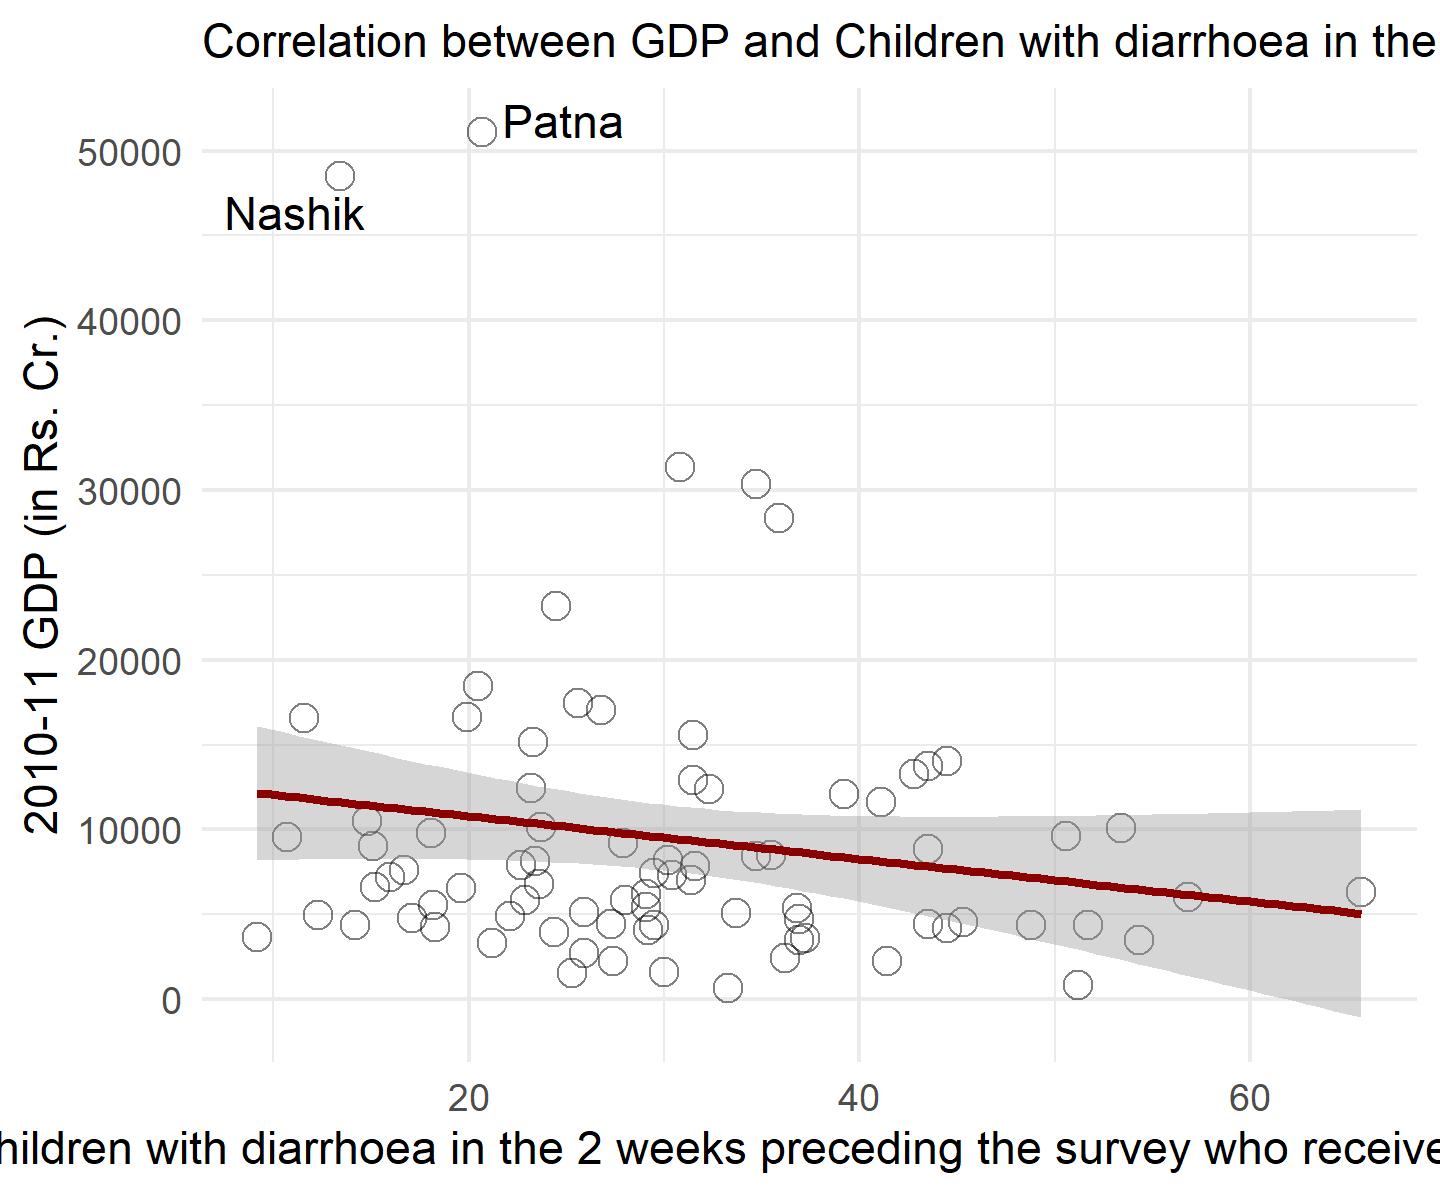 Correlation between GDP and Children with diarrhoea in the
Patna
Nashik
50000
40000
30000
20000
10000
0
2010-11 GDP (in Rs. Cr.)
20 40 60
hildren with diarrhoea in the 2 weeks preceding the survey who receive